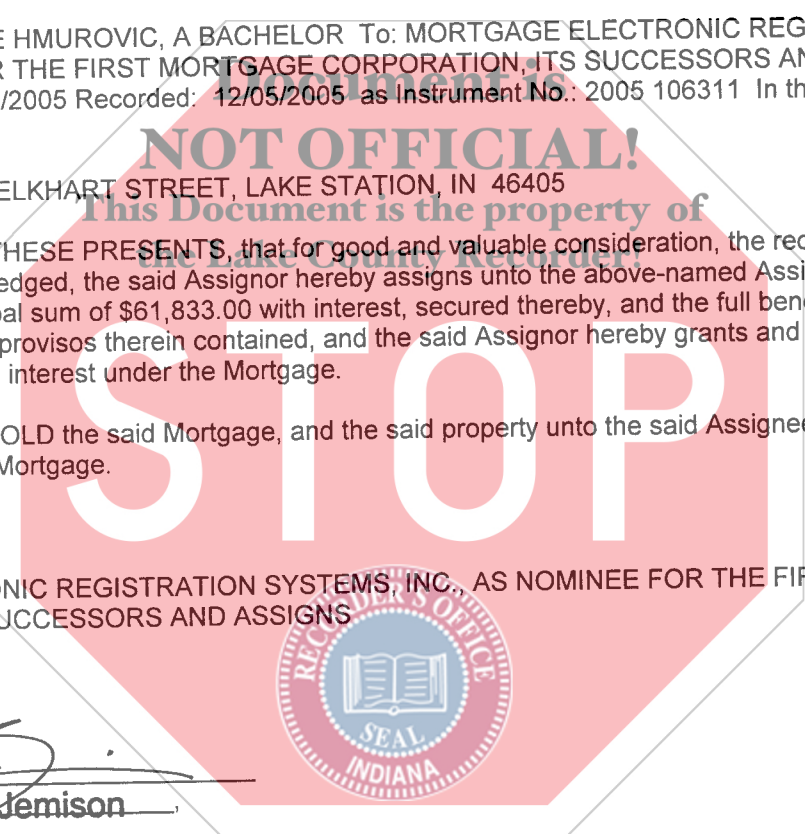 E HMUROVIC, A BACHELOR To: MORTGAGE ELECTRONIC REG
R THE FIRST MORTGAGE CORPORATION, ITS SUCCESSORS AN
/2005 Recorded: 12/05/2005 as Instrument No.: 2005 106311 In th
Document is
NOT OFFICIAL!
ELKHART STREET, LAKE STATION, IN 46405
This Document is the property of
the Lake County Recorder!
THESE PRESENTS, that for good and valuable consideration, the rec
edged, the said Assignor hereby assigns unto the above-named Assi
al sum of $61,833.00 with interest, secured thereby, and the full bene
provisos therein contained, and the said Assignor hereby grants and
interest under the Mortgage.
STOP
OLD the said Mortgage, and the said property unto the said Assignee
Mortgage.
ONIC REGISTRATION SYSTEMS, INC., AS NOMINEE FOR THE FIR
UCCESSORS AND ASSIGNS
RECORDER'S OFFICE
SEAL
INDIANA
Jemison ,